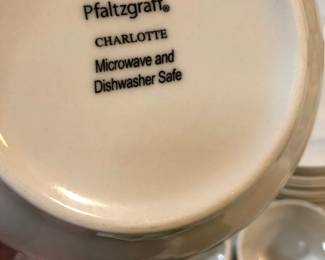 Pfaltzgraff®
CHARLOTTE
Microwave and
Dishwasher Safe